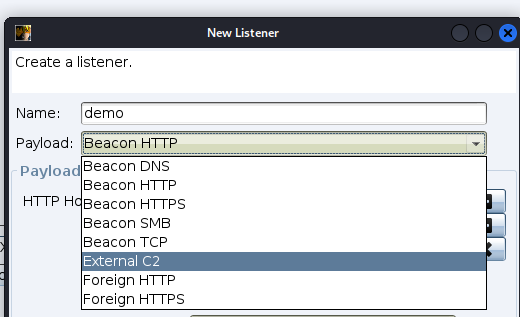 New Listener
Create a listener.
Name: demo
Payload: Beacon HTTP
Beacon DNS
Payload
Beacon HTTP
HTTP Ho
Beacon HTTPS
Beacon SMB
Beacon TCP
External C2
Foreign HTTP
Foreign HTTPS